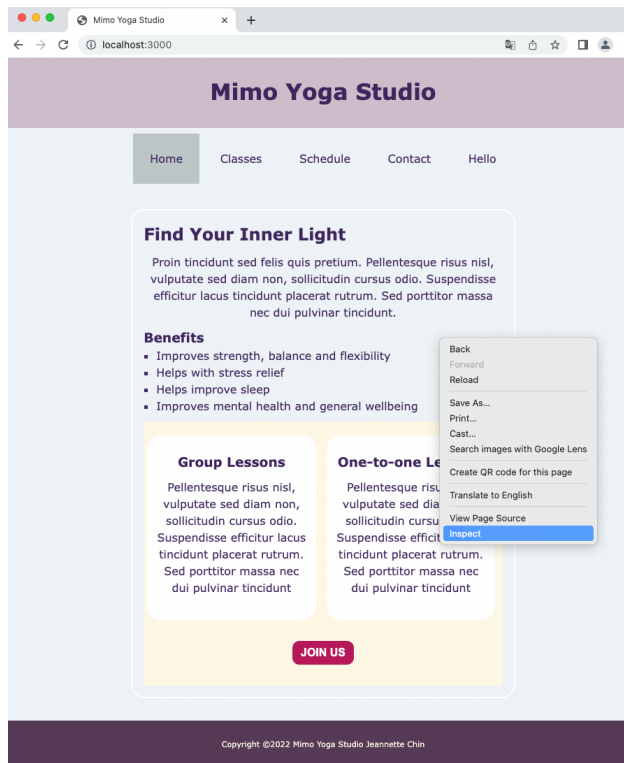 Mimo Yoga Studio
localhost:3000
Mimo Yoga Studio
Home Classes Schedule Contact Hello
Find Your Inner Light
Proin tincidunt sed felis quis pretium. Pellentesque risus nisl,
vulputate sed diam non, sollicitudin cursus odio. Suspendisse
efficitur lacus tincidunt placerat rutrum. Sed porttitor massa
nec dui pulvinar tincidunt.
Benefits
▪ Improves strength, balance and flexibility
▪ Helps with stress relief
▪ Helps improve sleep
▪ Improves mental health and general wellbeing
Group Lessons
Pellentesque risus nisl,
vulputate sed diam non,
sollicitudin cursus odio.
Suspendisse efficitur lacus
tincidunt placerat rutrum.
Sed porttitor massa nec
dui pulvinar tincidunt
One-to-one Le
Pellentesque risu
vulputate sed dia
sollicitudin cursu
Suspendisse efficit
tincidunt placerat rutrum.
Sed porttitor massa nec
dui pulvinar tincidunt
JOIN US
Back
Forward
Reload
Save As...
Print...
Cast...
Search images with Google Lens
Create QR code for this page
Translate to English
View Page Source
Inspect
Copyright ©2022 Mimo Yoga Studio Jeannette Chin